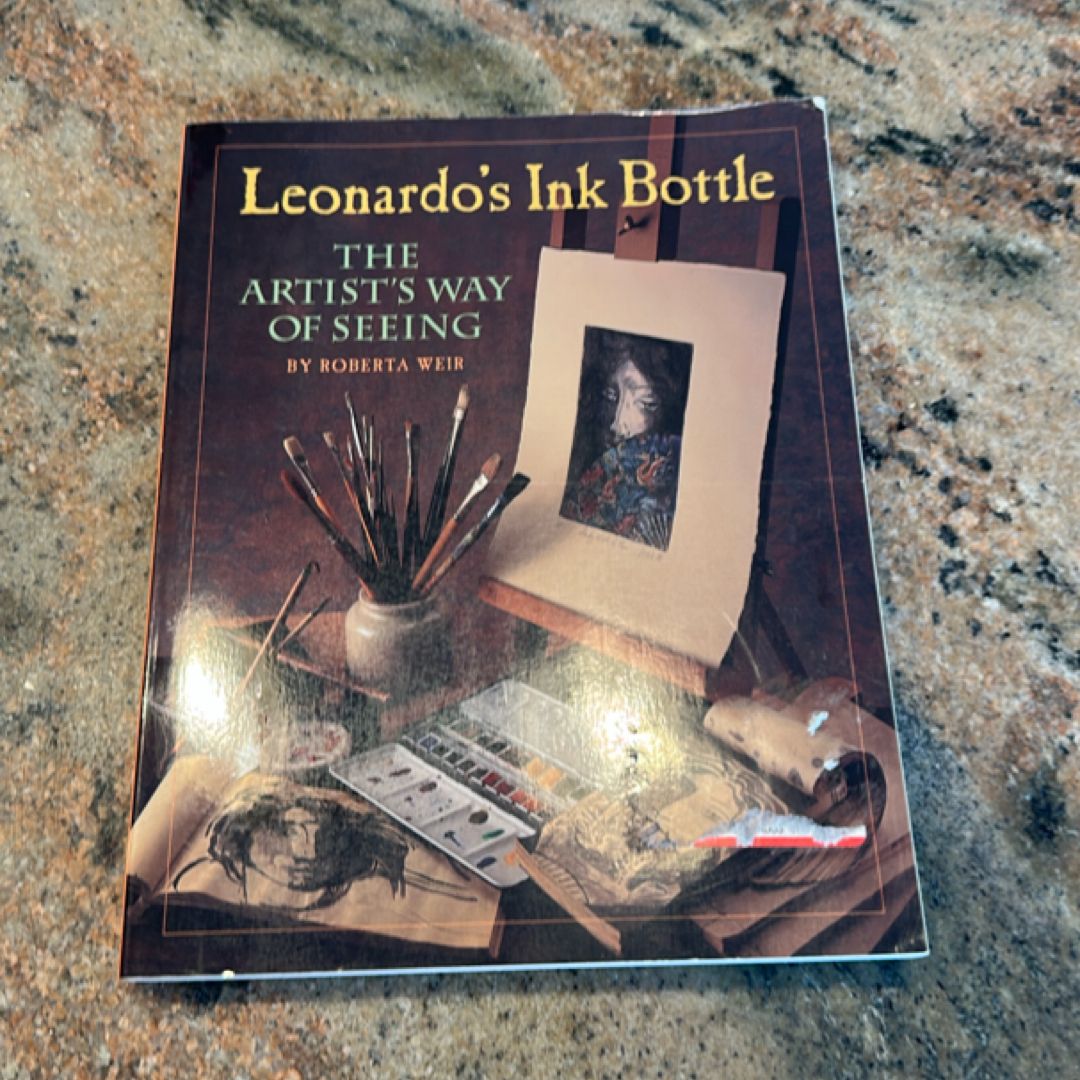 Leonardo's Ink Bottle
THE
ARTIST'S WAY
OF SEEING
BY ROBERTA WEIR